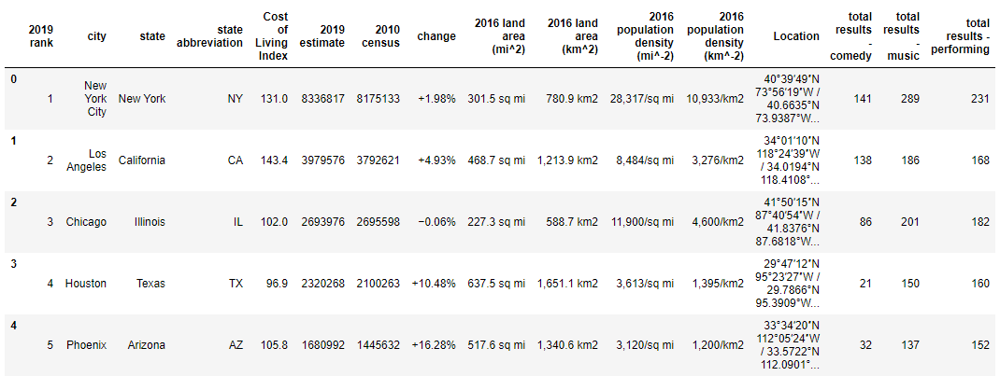 2019 rank city state state abbreviation Cost of Living Index 2019 estimate 2010 census change 2016 land area (mi^2) 2016 land area (km^2) 2016 population density (mi^-2) 2016 population density (km^-2) Location total results - comedy total results - music total results - performing
0 1 New York City New York NY 131.0 8336817 8175133 +1.98% 301.5 sq mi 780.9 km2 28,317/sq mi 10,933/km2 40°39′49″N 73°56′19″W / 40.6635°N 73.9387°W... 141 289 231
1 2 Los Angeles California CA 143.4 3979576 3792621 +4.93% 468.7 sq mi 1,213.9 km2 8,484/sq mi 3,276/km2 34°01′10″N 118°24′39″W / 34.0194°N 118.4108°... 138 186 168
2 3 Chicago Illinois IL 102.0 2693976 2695598 −0.06% 227.3 sq mi 588.7 km2 11,900/sq mi 4,600/km2 41°50′15″N 87°40′54″W / 41.8376°N 87.6818°W... 86 201 182
3 4 Houston Texas TX 96.9 2320268 2100263 +10.48% 637.5 sq mi 1,651.1 km2 3,613/sq mi 1,395/km2 29°47′12″N 95°23′27″W / 29.7866°N 95.3909°W... 21 150 160
4 5 Phoenix Arizona AZ 105.8 1680992 1445632 +16.28% 517.6 sq mi 1,340.6 km2 3,120/sq mi 1,200/km2 33°34′20″N 112°05′24″W / 33.5722°N 112.0901°... 32 137 152